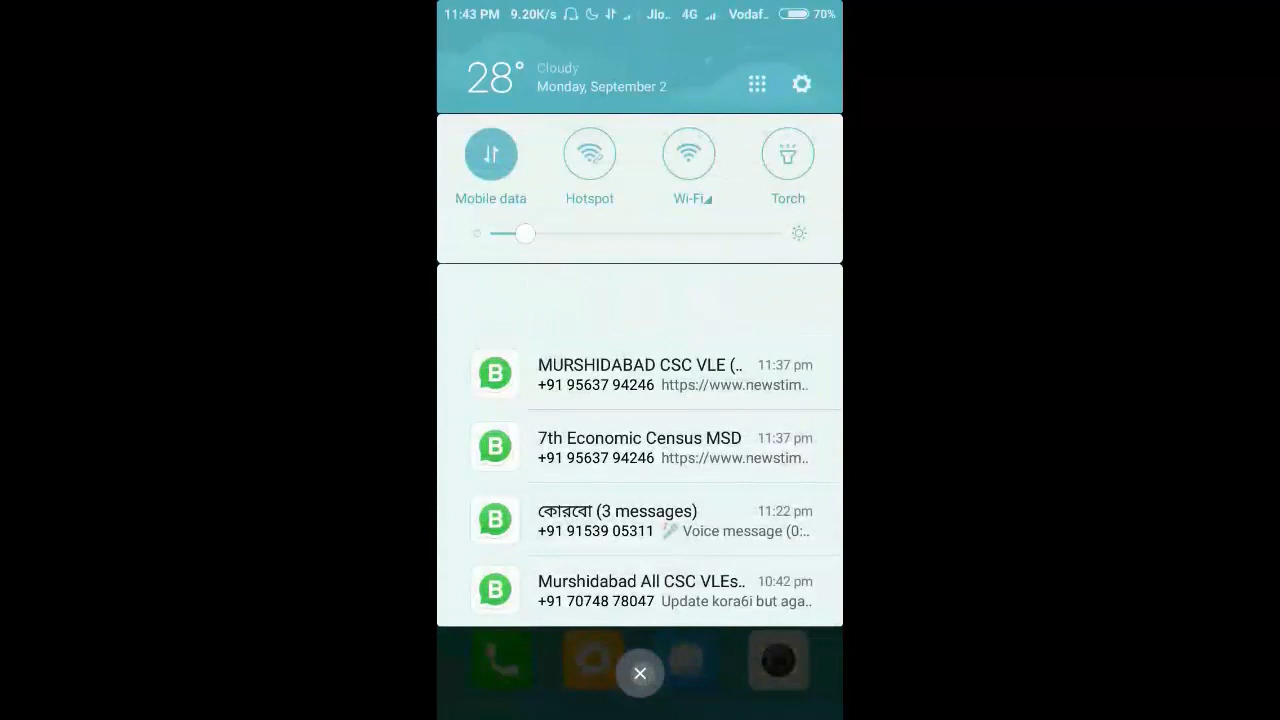 11:43 PM 9.20K/s Jio.. 4G Vodaf.. 70%
28° Cloudy
Monday, September 2
Mobile data Hotspot Wi-Fi Torch
MURSHIDABAD CSC VLE (.. 11:37 pm
+91 95637 94246 https://www.newstim..
B
7th Economic Census MSD 11:37 pm
+91 95637 94246 https://www.newstim..
B
কোরবো (3 messages) 11:22 pm
+91 91539 05311 Voice message (0:..
B
Murshidabad All CSC VLEs.. 10:42 pm
+91 70748 78047 Update kora6i but aga..
B